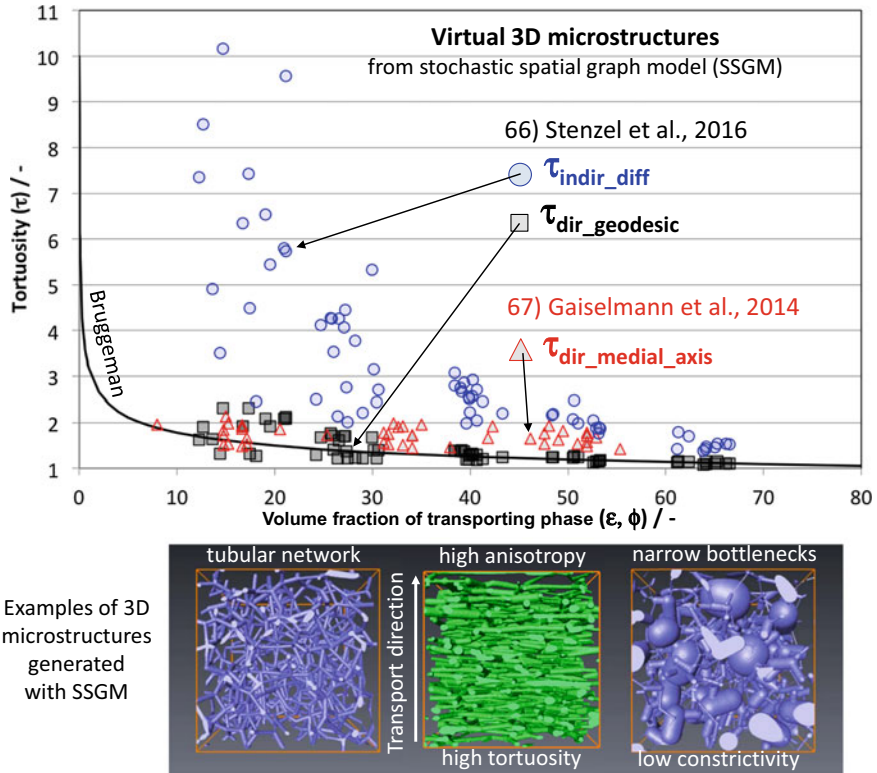 Virtual 3D microstructures
from stochastic spatial graph model (SSGM)
66) Stenzel et al., 2016
τindir_diff
τdir_geodesic
67) Gaiselmann et al., 2014
τdir_medial_axis
Bruggeman
Tortuosity (τ) / -
11
10
9
8
7
6
5
4
3
2
1
0
10
20
30
40
50
60
70
80
Volume fraction of transporting phase (ε, ϕ) / -
Examples of 3D
microstructures
generated
with SSGM
tubular network
high anisotropy
narrow bottlenecks
Transport direction
high tortuosity
low constrictivity